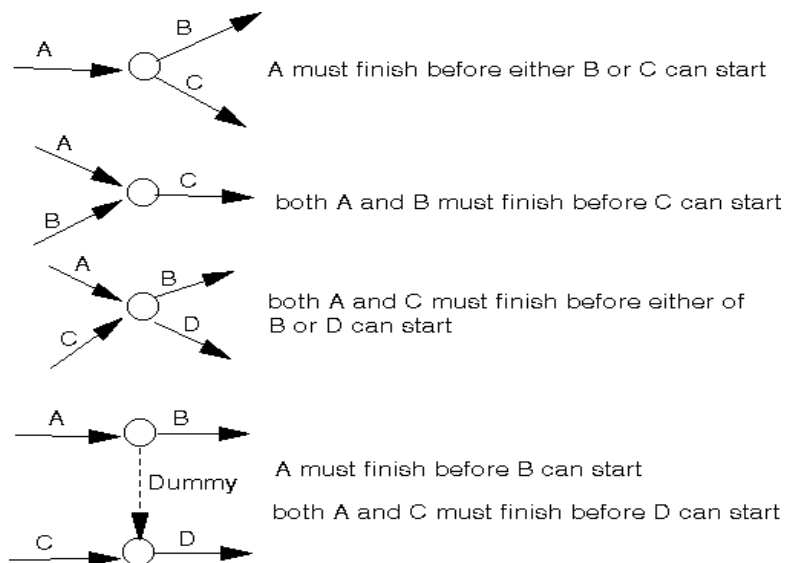 A
B
C
A must finish before either B or C can start
A
B
C
both A and B must finish before C can start
A
C
B
D
both A and C must finish before either of
B or D can start
A
B
Dummy
C
D
A must finish before B can start
both A and C must finish before D can start